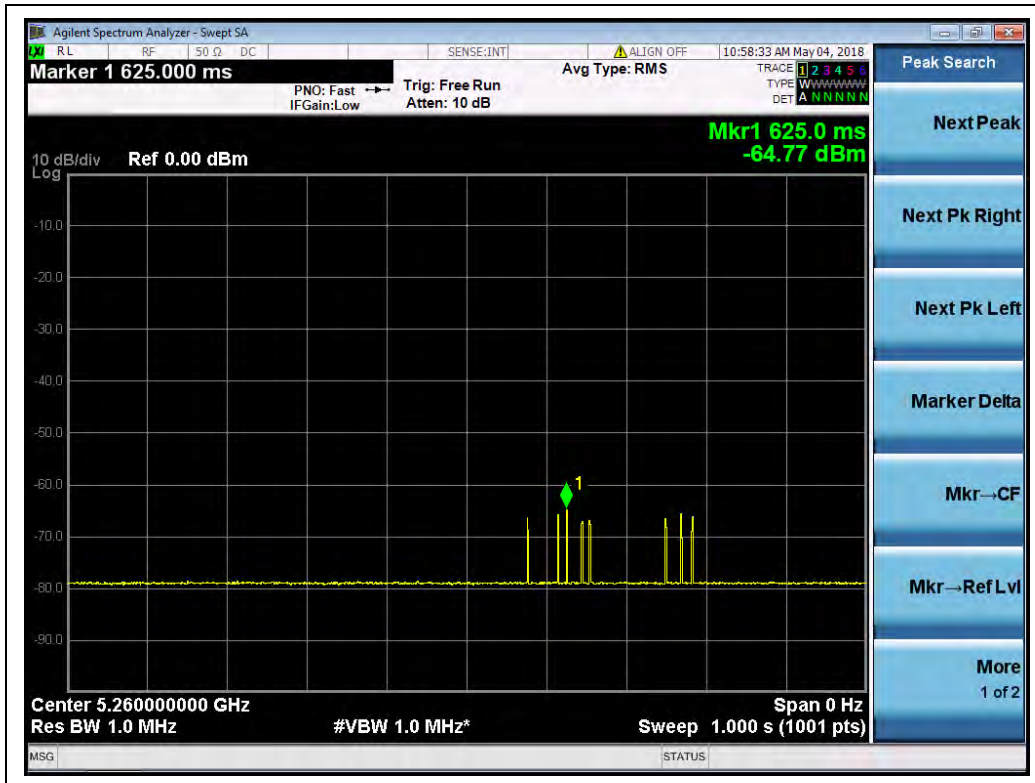 Agilent Spectrum Analyzer - Swept SA
LXI RL RF 50 Ω DC SENSE:INT ALIGN OFF 10:58:33 AM May 04, 2018
Marker 1 625.000 ms
PNO: Fast
IFGain:Low
Trig: Free Run
Atten: 10 dB
Avg Type: RMS
TRACE 1 2 3 4 5 6
TYPE WWWWWW
DET A N N N N N
Mkr1 625.0 ms
-64.77 dBm
10 dB/div Ref 0.00 dBm
Log
-10.0
-20.0
-30.0
-40.0
-50.0
-60.0
-70.0
-80.0
-90.0
1
Center 5.260000000 GHz Span 0 Hz
Res BW 1.0 MHz #VBW 1.0 MHz* Sweep 1.000 s (1001 pts)
MSG STATUS
Peak Search
Next Peak
Next Pk Right
Next Pk Left
Marker Delta
Mkr→CF
Mkr→Ref Lvl
More
1 of 2